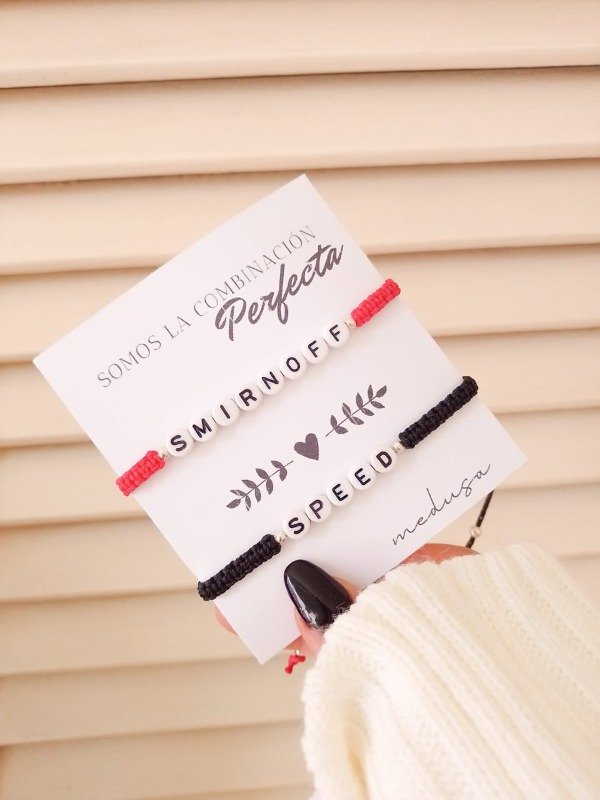 SOMOS LA COMBINACIÓN
Perfecta
SMIRNOFF
SPEED
medusa